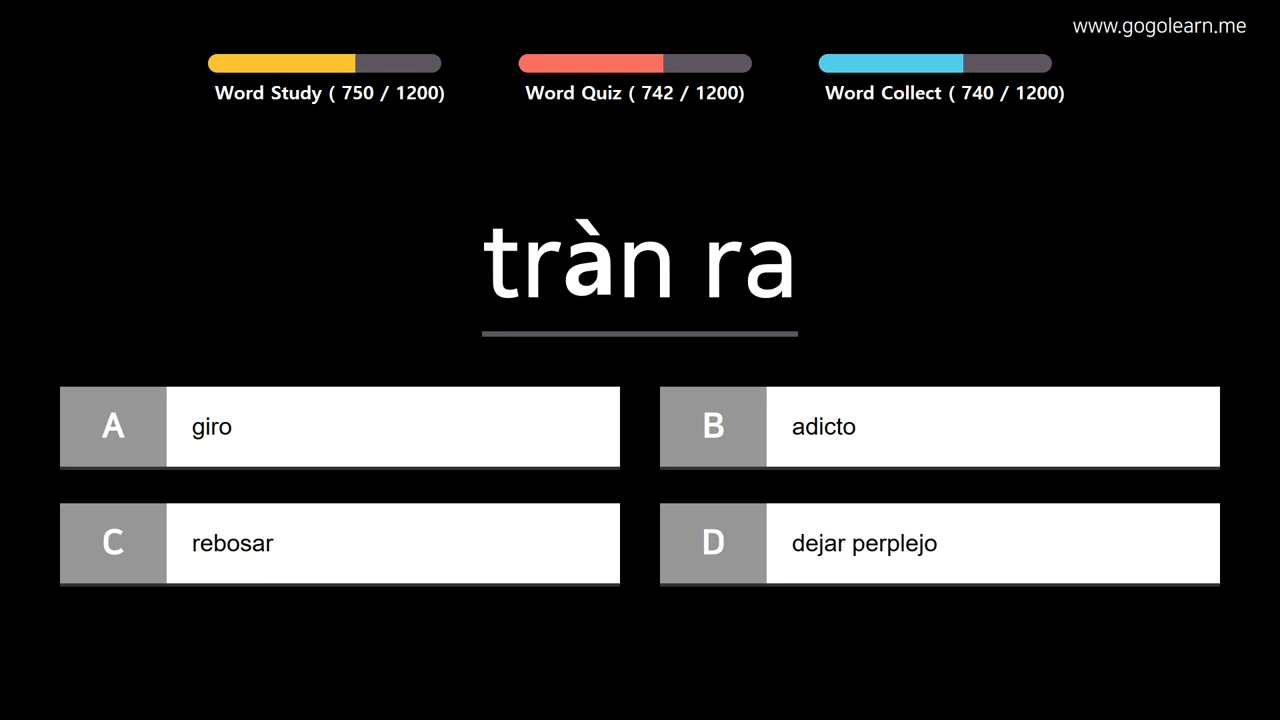 www.gogolearn.me
Word Study ( 750 / 1200)
Word Quiz ( 742 / 1200)
Word Collect ( 740 / 1200)
tràn ra
A giro
B adicto
C rebosar
D dejar perplejo